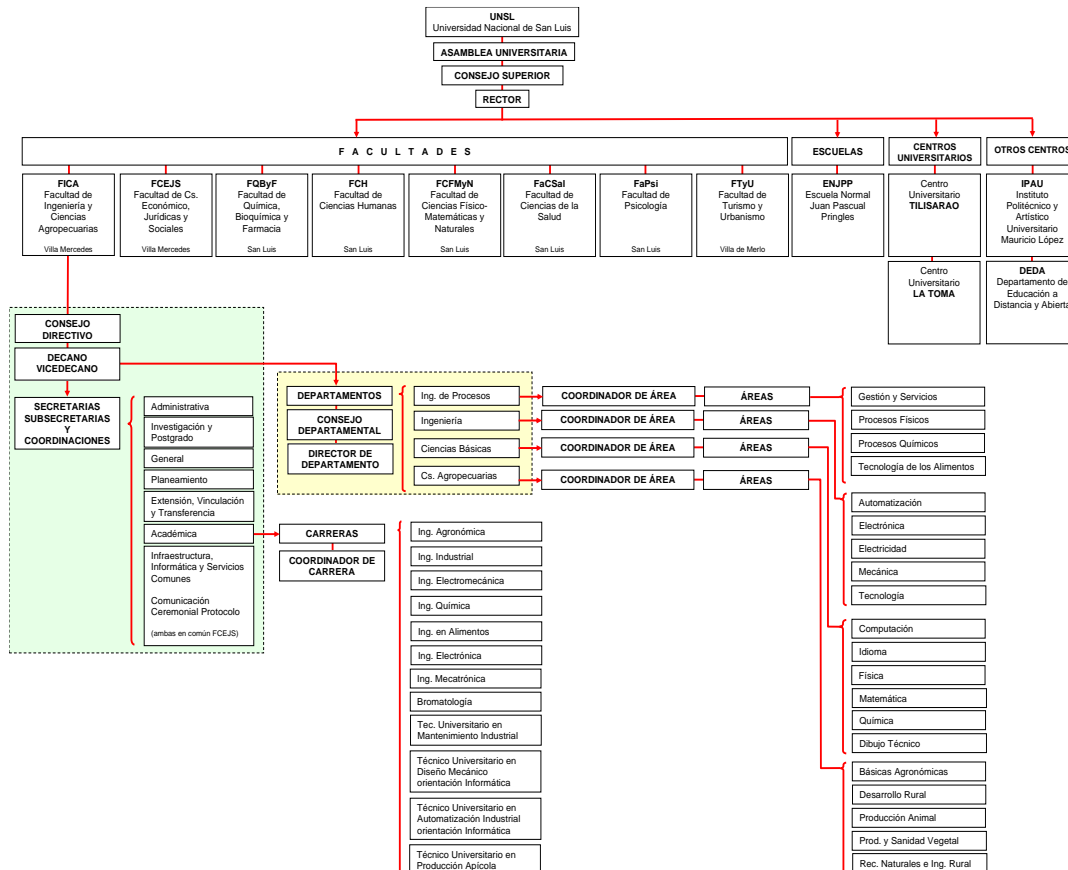 UNSL
Universidad Nacional de San Luis
ASAMBLEA UNIVERSITARIA
CONSEJO SUPERIOR
RECTOR
F A C U L T A D E S
ESCUELAS
CENTROS
UNIVERSITARIOS
OTROS CENTROS
FICA
Facultad de
Ingeniería y
Ciencias
Agropecuarias
Villa Mercedes
FCEJS
Facultad de Cs.
Económico,
Jurídicas y
Sociales
Villa Mercedes
FQByF
Facultad de
Química,
Bioquímica y
Farmacia
San Luis
FCH
Facultad de
Ciencias Humanas
San Luis
FCFMyN
Facultad de
Ciencias Físico-
Matemáticas y
Naturales
San Luis
FaCSal
Facultad de
Ciencias de la
Salud
San Luis
FaPsi
Facultad de
Psicología
San Luis
FTyU
Facultad de
Turismo y
Urbanismo
Villa de Merlo
ENJPP
Escuela Normal
Juan Pascual
Pringles
Centro
Universitario
TILISARAO
IPAU
Instituto
Politécnico y
Artístico
Universitario
Mauricio López
Centro
Universitario
LA TOMA
DEDA
Departamento de
Educación a
Distancia y Abierta
CONSEJO
DIRECTIVO
DECANO
VICEDECANO
SECRETARIAS
SUBSECRETARIAS
Y
COORDINACIONES
Administrativa
Investigación y
Postgrado
General
Planeamiento
Extensión, Vinculación
y Transferencia
Académica
Infraestructura,
Informática y Servicios
Comunes
Comunicación
Ceremonial Protocolo
(ambas en común FCEJS)
DEPARTAMENTOS
CONSEJO
DEPARTAMENTAL
DIRECTOR DE
DEPARTAMENTO
Ing. de Procesos
COORDINADOR DE ÁREA
ÁREAS
Ingeniería
COORDINADOR DE ÁREA
ÁREAS
Ciencias Básicas
COORDINADOR DE ÁREA
ÁREAS
Cs. Agropecuarias
COORDINADOR DE ÁREA
ÁREAS
Gestión y Servicios
Procesos Físicos
Procesos Químicos
Tecnología de los Alimentos
Automatización
Electrónica
Electricidad
Mecánica
Tecnología
Computación
Idioma
Física
Matemática
Química
Dibujo Técnico
Básicas Agronómicas
Desarrollo Rural
Producción Animal
Prod. y Sanidad Vegetal
Rec. Naturales e Ing. Rural
CARRERAS
COORDINADOR DE
CARRERA
Ing. Agronómica
Ing. Industrial
Ing. Electromecánica
Ing. Química
Ing. en Alimentos
Ing. Electrónica
Ing. Mecatrónica
Bromatología
Tec. Universitario en
Mantenimiento Industrial
Técnico Universitario en
Diseño Mecánico
orientación Informática
Técnico Universitario en
Automatización Industrial
orientación Informática
Técnico Universitario en
Producción Apícola